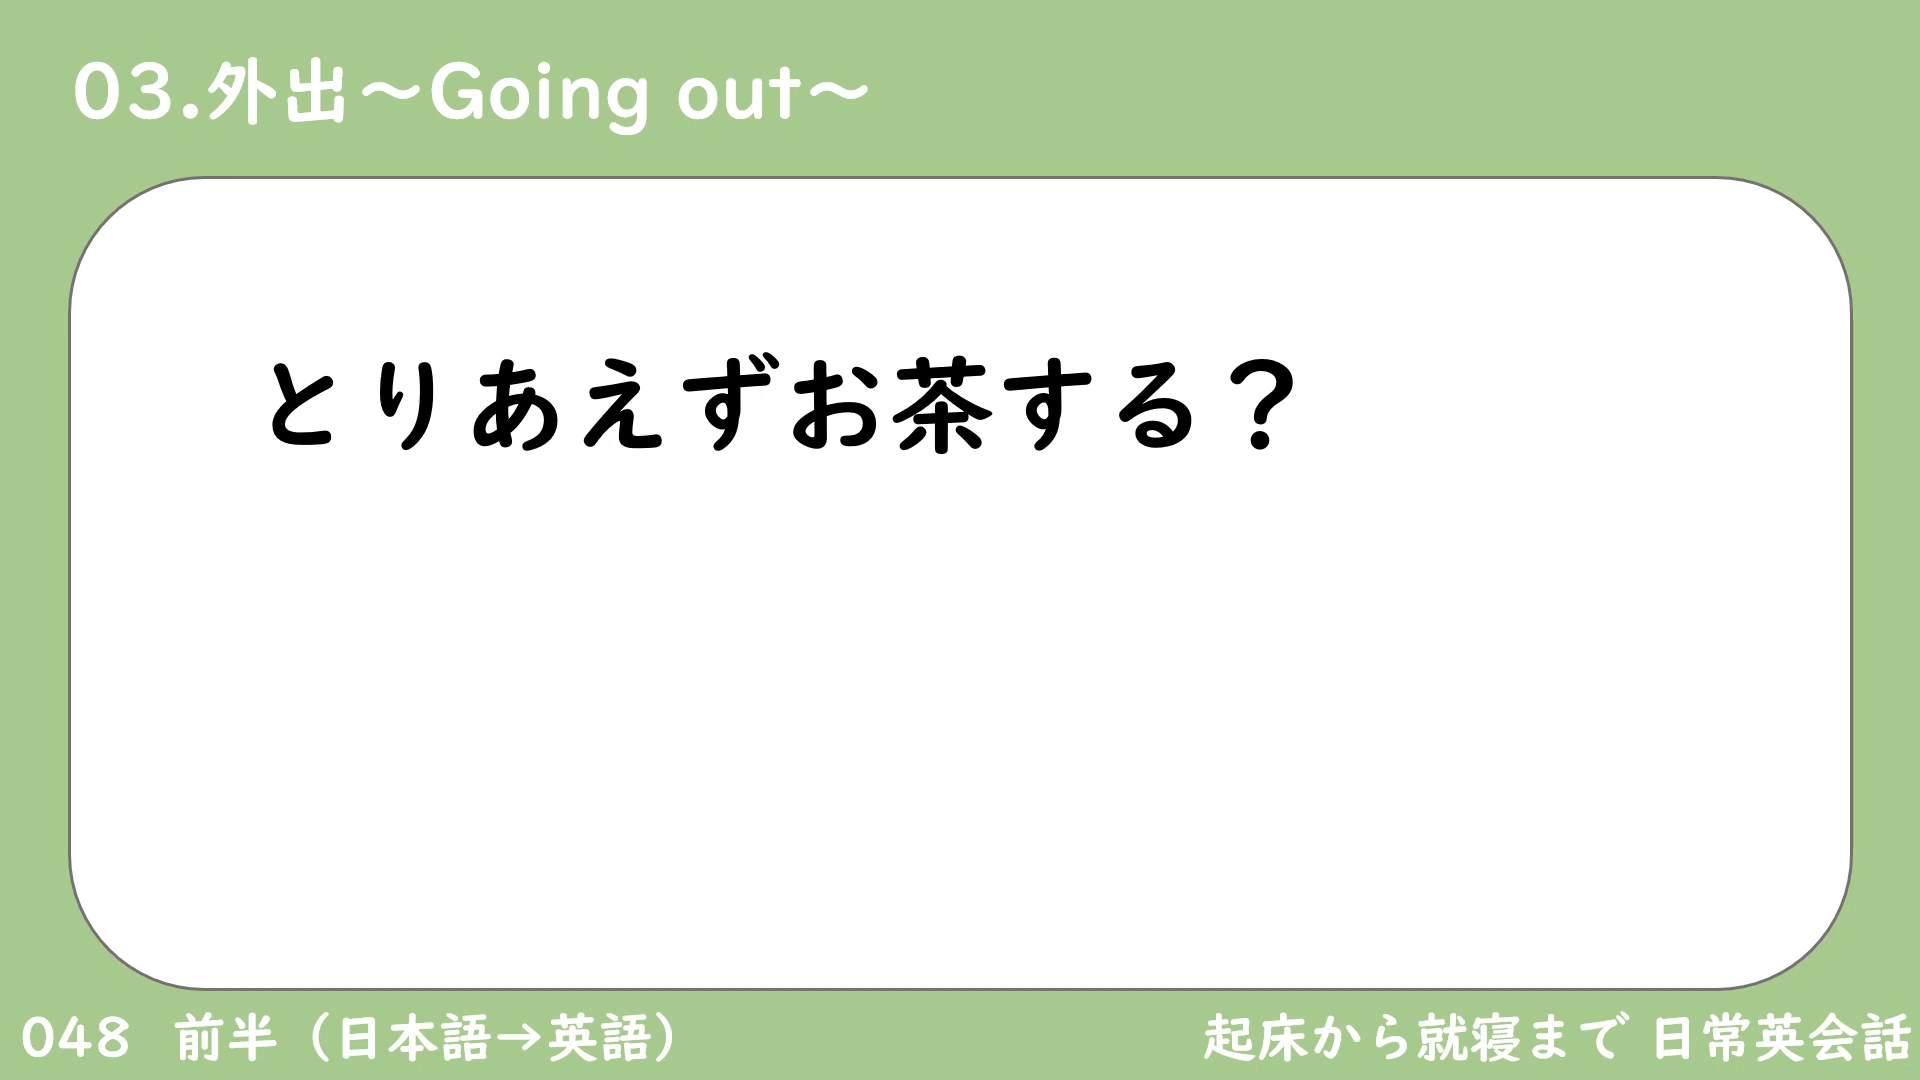 03.外出～Going out～
とりあえずお茶する？
048 前半（日本語→英語）
起床から就寝まで 日常英会話